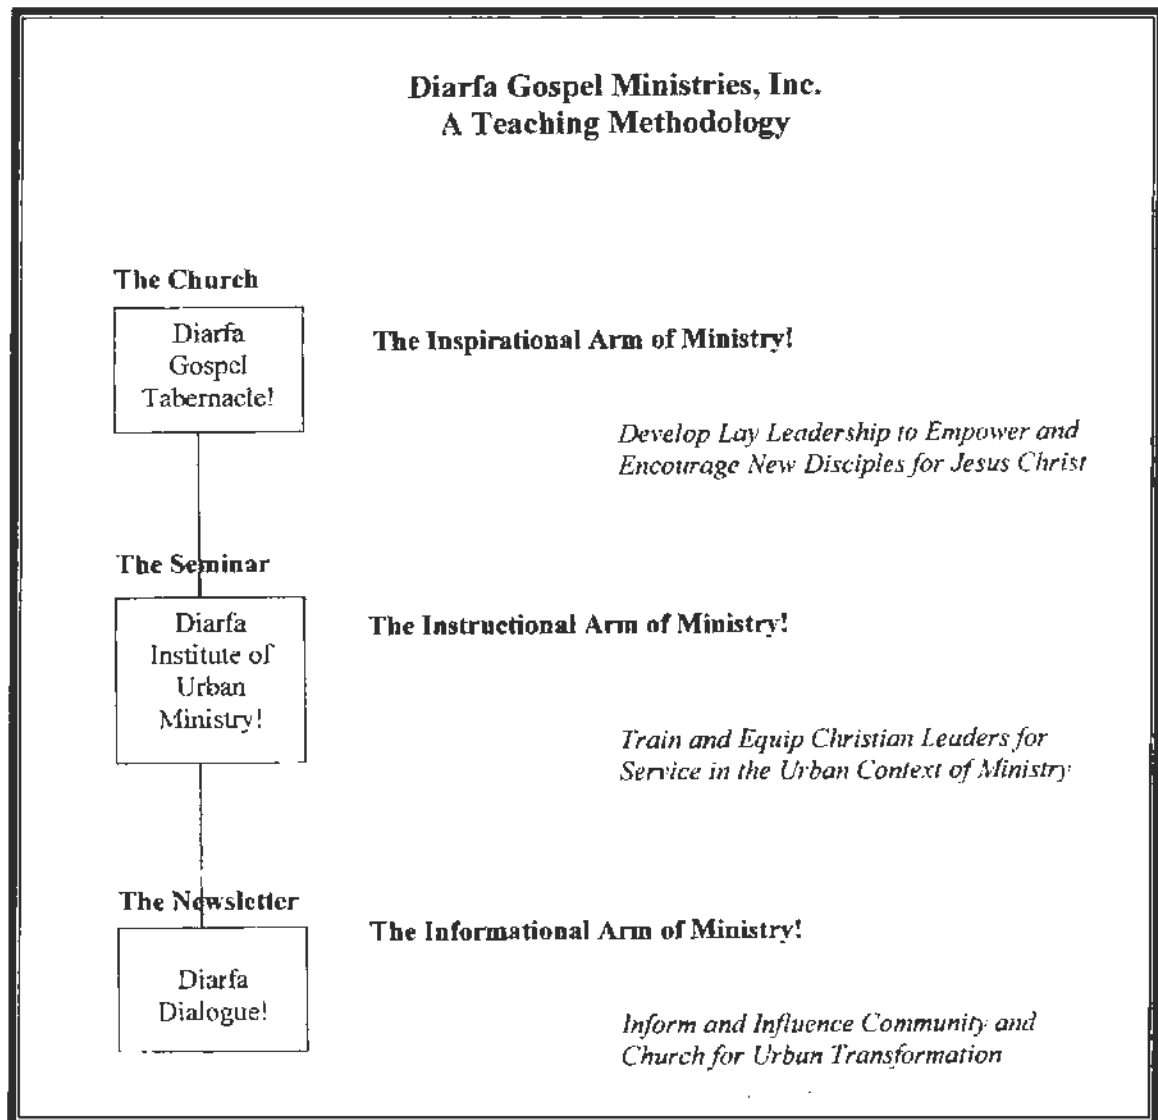 Diarfa Gospel Ministries, Inc.
A Teaching Methodology
The Church
Diarfa
Gospel
Tabernacle!
The Inspirational Arm of Ministry!
Develop Lay Leadership to Empower and
Encourage New Disciples for Jesus Christ
The Seminar
Diarfa
Institute of
Urban
Ministry!
The Instructional Arm of Ministry!
Train and Equip Christian Leaders for
Service in the Urban Context of Ministry
The Newsletter
Diarfa
Dialogue!
The Informational Arm of Ministry!
Inform and Influence Community and
Church for Urban Transformation